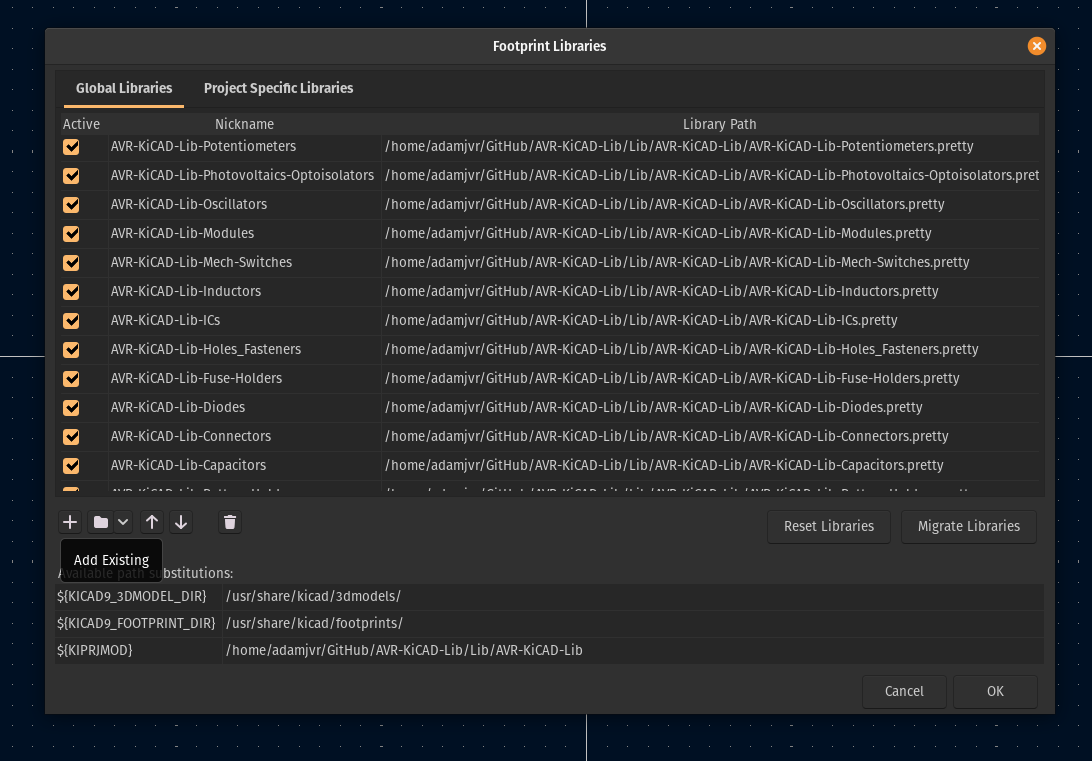 Footprint Libraries
Global Libraries Project Specific Libraries
Active Nickname Library Path
AVR-KiCAD-Lib-Potentiometers /home/adamjvr/GitHub/AVR-KiCAD-Lib/Lib/AVR-KiCAD-Lib/AVR-KiCAD-Lib-Potentiometers.pretty
AVR-KiCAD-Lib-Photovoltaics-Optoisolators /home/adamjvr/GitHub/AVR-KiCAD-Lib/Lib/AVR-KiCAD-Lib/AVR-KiCAD-Lib-Photovoltaics-Optoisolators.pret
AVR-KiCAD-Lib-Oscillators /home/adamjvr/GitHub/AVR-KiCAD-Lib/Lib/AVR-KiCAD-Lib/AVR-KiCAD-Lib-Oscillators.pretty
AVR-KiCAD-Lib-Modules /home/adamjvr/GitHub/AVR-KiCAD-Lib/Lib/AVR-KiCAD-Lib/AVR-KiCAD-Lib-Modules.pretty
AVR-KiCAD-Lib-Mech-Switches /home/adamjvr/GitHub/AVR-KiCAD-Lib/Lib/AVR-KiCAD-Lib/AVR-KiCAD-Lib-Mech-Switches.pretty
AVR-KiCAD-Lib-Inductors /home/adamjvr/GitHub/AVR-KiCAD-Lib/Lib/AVR-KiCAD-Lib/AVR-KiCAD-Lib-Inductors.pretty
AVR-KiCAD-Lib-ICs /home/adamjvr/GitHub/AVR-KiCAD-Lib/Lib/AVR-KiCAD-Lib/AVR-KiCAD-Lib-ICs.pretty
AVR-KiCAD-Lib-Holes_Fasteners /home/adamjvr/GitHub/AVR-KiCAD-Lib/Lib/AVR-KiCAD-Lib/AVR-KiCAD-Lib-Holes_Fasteners.pretty
AVR-KiCAD-Lib-Fuse-Holders /home/adamjvr/GitHub/AVR-KiCAD-Lib/Lib/AVR-KiCAD-Lib/AVR-KiCAD-Lib-Fuse-Holders.pretty
AVR-KiCAD-Lib-Diodes /home/adamjvr/GitHub/AVR-KiCAD-Lib/Lib/AVR-KiCAD-Lib/AVR-KiCAD-Lib-Diodes.pretty
AVR-KiCAD-Lib-Connectors /home/adamjvr/GitHub/AVR-KiCAD-Lib/Lib/AVR-KiCAD-Lib/AVR-KiCAD-Lib-Connectors.pretty
AVR-KiCAD-Lib-Capacitors /home/adamjvr/GitHub/AVR-KiCAD-Lib/Lib/AVR-KiCAD-Lib/AVR-KiCAD-Lib-Capacitors.pretty
Reset Libraries Migrate Libraries
Add Existing
Available path substitutions:
${KICAD9_3DMODEL_DIR} /usr/share/kicad/3dmodels/
${KICAD9_FOOTPRINT_DIR} /usr/share/kicad/footprints/
${KIPRJMOD} /home/adamjvr/GitHub/AVR-KiCAD-Lib/Lib/AVR-KiCAD-Lib
Cancel OK